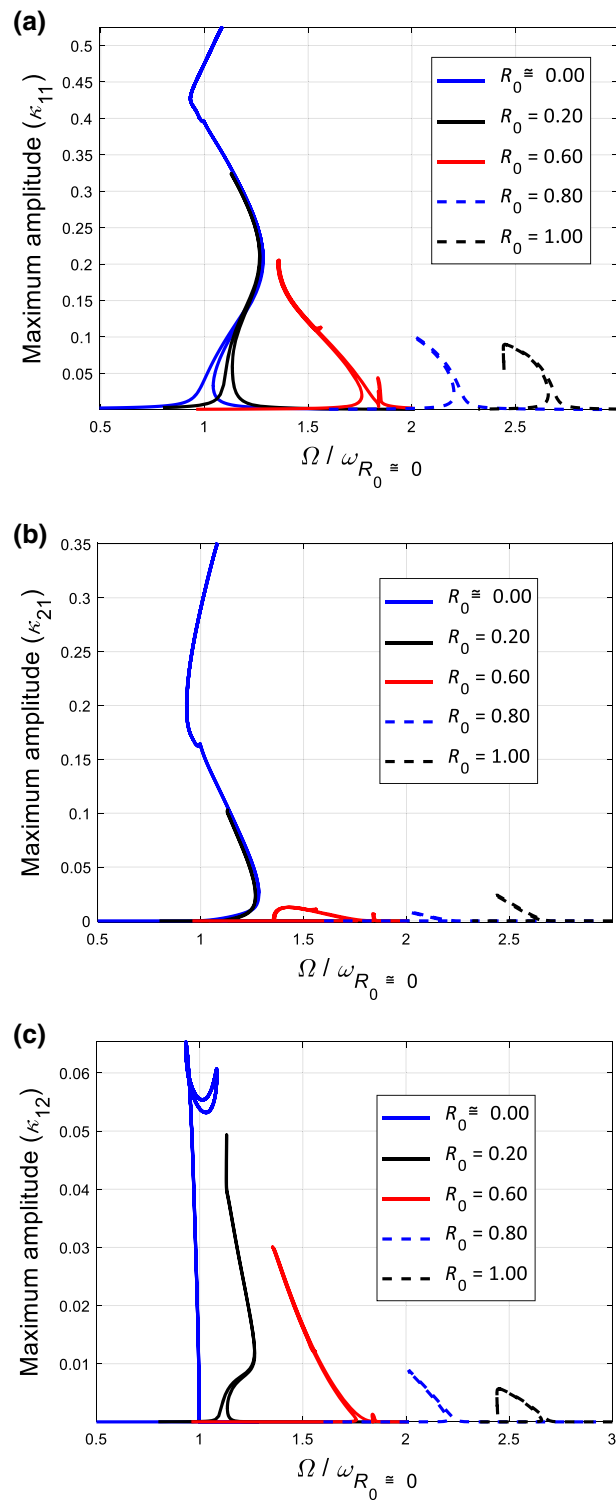 (a)
Maximum amplitude (κ11)
0.5
0.45
0.4
0.35
0.3
0.25
0.2
0.15
0.1
0.05
R0 ≅ 0.00
R0 = 0.20
R0 = 0.60
R0 = 0.80
R0 = 1.00
0.5 1 1.5 2 2.5
Ω / ωR0 ≅ 0
(b)
Maximum amplitude (κ21)
0.35
0.3
0.25
0.2
0.15
0.1
0.05
0
R0 ≅ 0.00
R0 = 0.20
R0 = 0.60
R0 = 0.80
R0 = 1.00
0.5 1 1.5 2 2.5
Ω / ωR0 ≅ 0
(c)
Maximum amplitude (κ12)
0.06
0.05
0.04
0.03
0.02
0.01
R0 ≅ 0.00
R0 = 0.20
R0 = 0.60
R0 = 0.80
R0 = 1.00
0.5 1 1.5 2 2.5 3
Ω / ωR0 ≅ 0